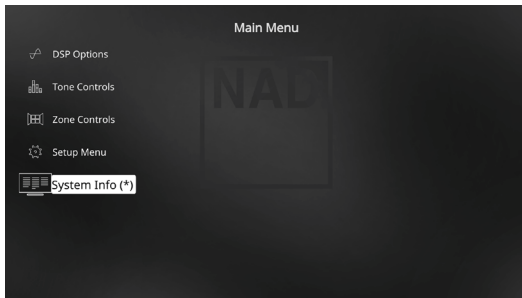 Main Menu
DSP Options
Tone Controls
NAD
Zone Controls
Setup Menu
System Info (*)